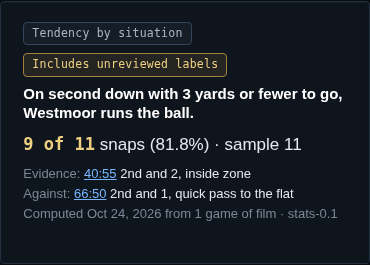 Tendency by situation
Includes unreviewed labels
On second down with 3 yards or fewer to go,
Westmoor runs the ball.
9 of 11 snaps (81.8%) · sample 11
Evidence: 40:55 2nd and 2, inside zone
Against: 66:50 2nd and 1, quick pass to the flat
Computed Oct 24, 2026 from 1 game of film · stats-0.1